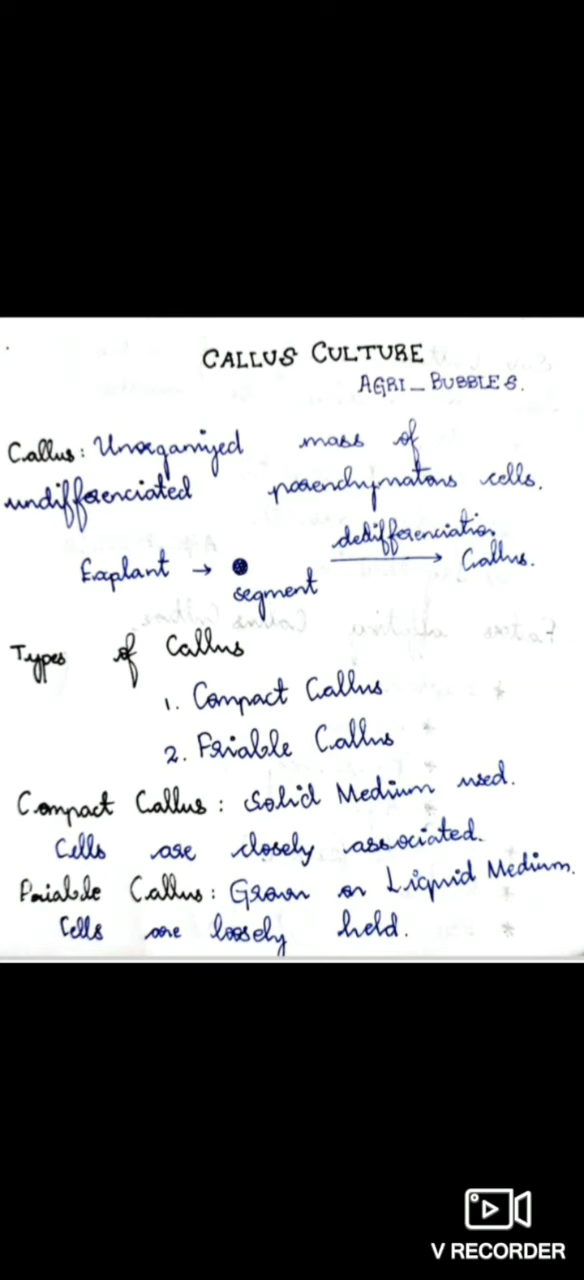 CALLUS CULTURE
AGRI_BUBBLES.
Callus: Unorganized mass of
undifferenciated parenchymatous cells.
dedifferenciation
Explant → segment → Callus.
Types of Callus
1. Compact Callus
2. Friable Callus
Compact Callus: Solid Medium used.
Cells are closely associated.
Friable Callus: Grown on Liquid Medium.
Cells are loosely held.
V RECORDER